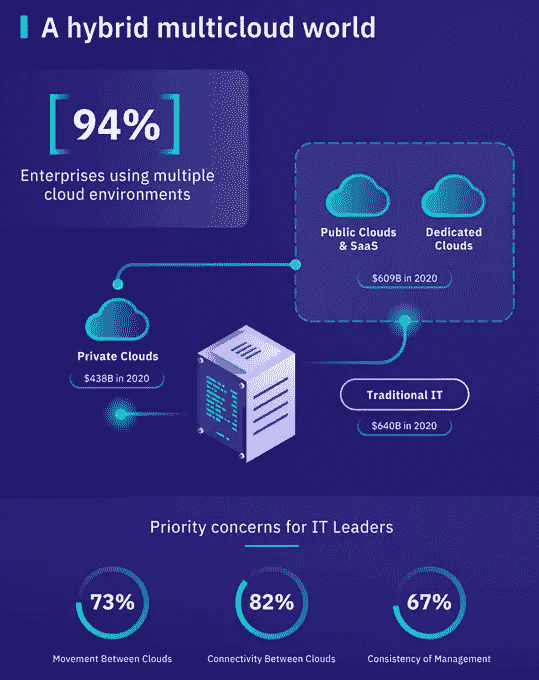 A hybrid multicloud world
94%
Enterprises using multiple
cloud environments
Public Clouds
& SaaS
Dedicated
Clouds
$609B in 2020
Private Clouds
$438B in 2020
Traditional IT
$640B in 2020
Priority concerns for IT Leaders
73%
82%
67%
Movement Between Clouds
Connectivity Between Clouds
Consistency of Management